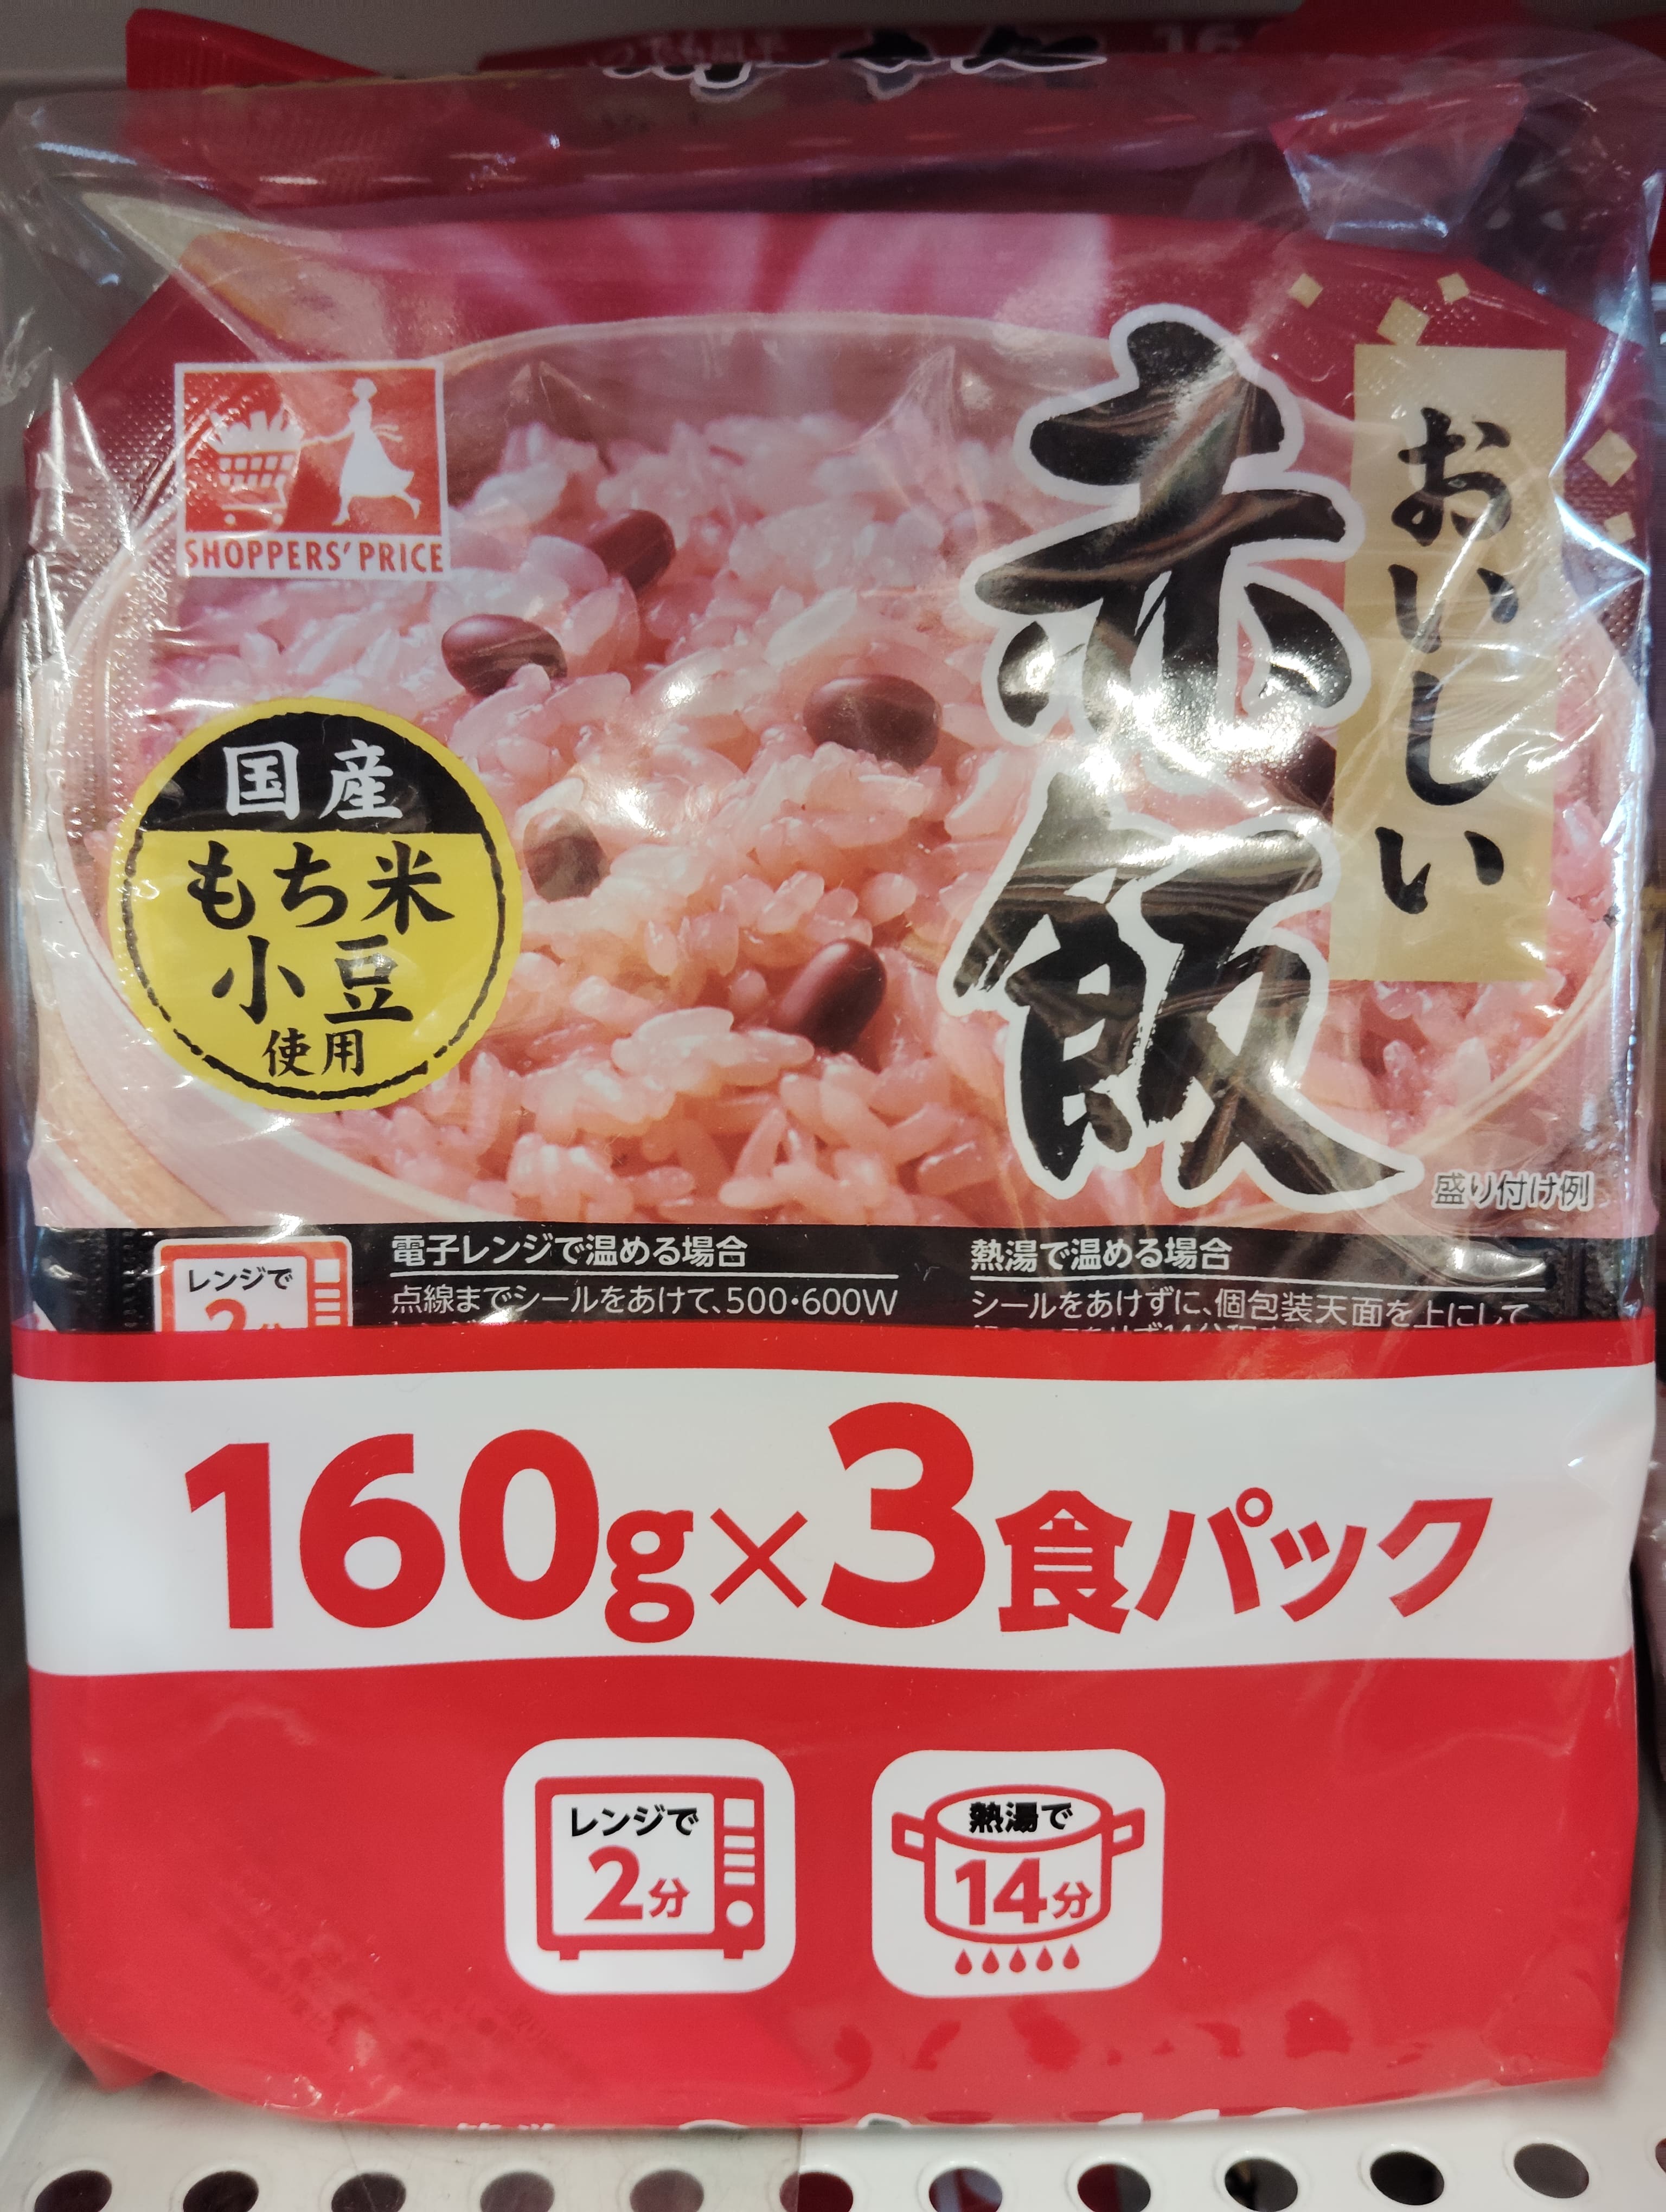 SHOPPERS' PRICE
おいしい
赤飯
国産
もち米
小豆
使用
盛り付け例
レンジで
電子レンジで温める場合
点線までシールをあけて、500・600W
熱湯で温める場合
シールをあけずに、個包装天面を上にして
160g×3食パック
レンジで
2分
熱湯で
14分